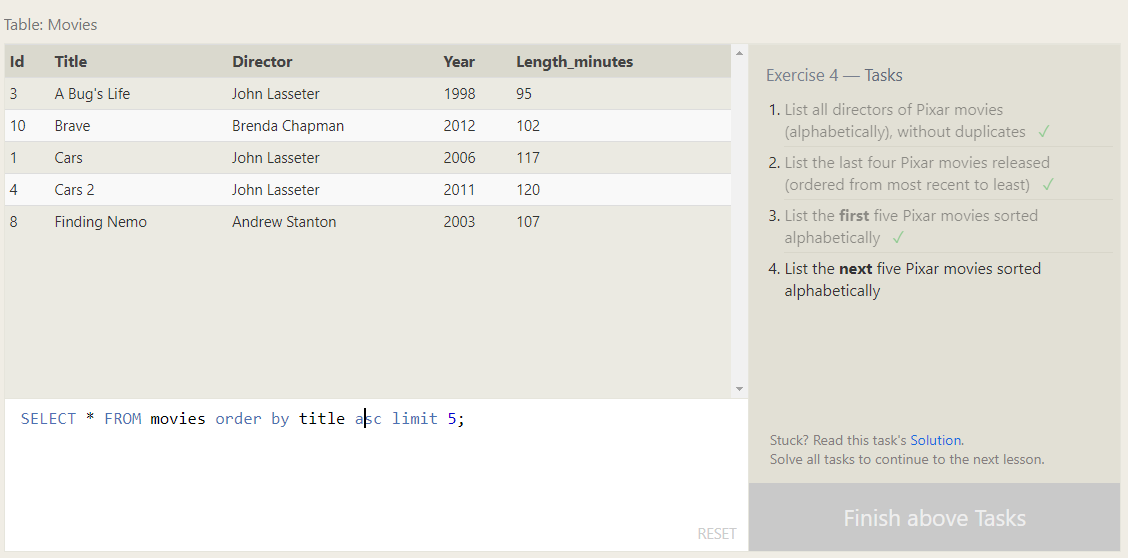 Table: Movies
Id Title Director Year Length_minutes
3 A Bug's Life John Lasseter 1998 95
10 Brave Brenda Chapman 2012 102
1 Cars John Lasseter 2006 117
4 Cars 2 John Lasseter 2011 120
8 Finding Nemo Andrew Stanton 2003 107
SELECT * FROM movies order by title asc limit 5;
RESET
Exercise 4 — Tasks
1. List all directors of Pixar movies
(alphabetically), without duplicates ✓
2. List the last four Pixar movies released
(ordered from most recent to least) ✓
3. List the first five Pixar movies sorted
alphabetically ✓
4. List the next five Pixar movies sorted
alphabetically
Stuck? Read this task's Solution.
Solve all tasks to continue to the next lesson.
Finish above Tasks